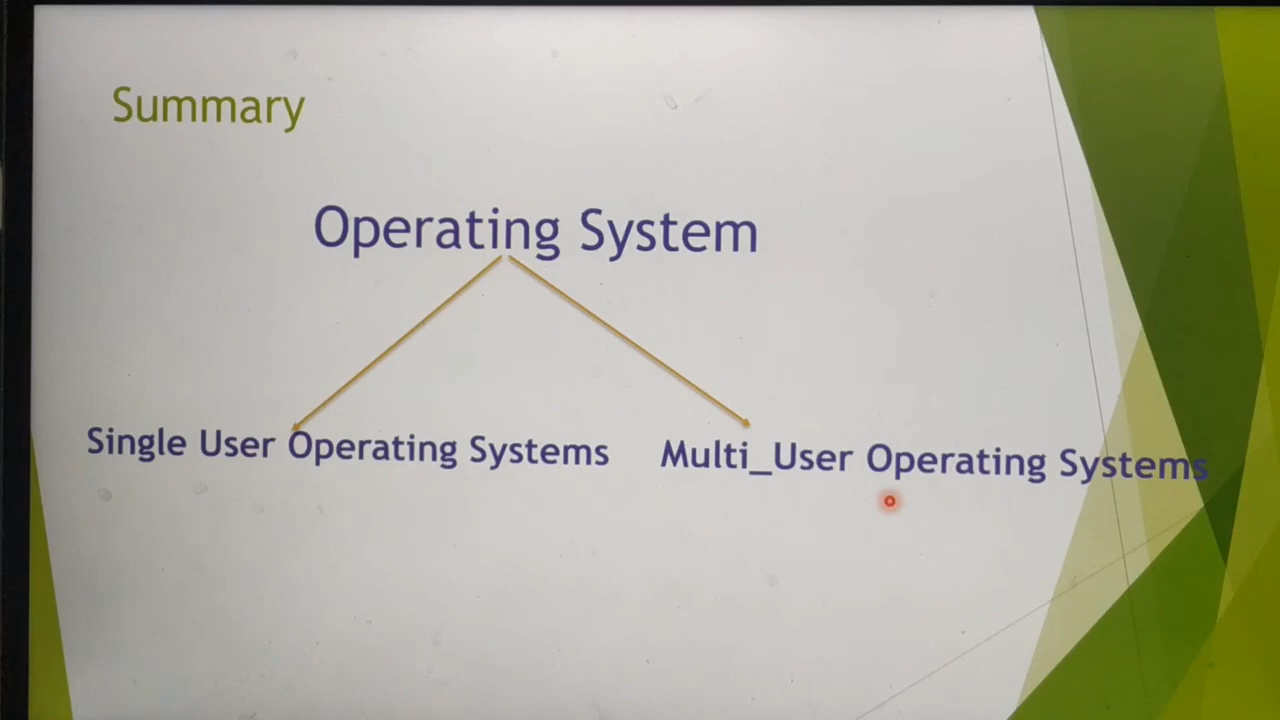 Summary
Operating System
Single User Operating Systems
Multi_User Operating Systems